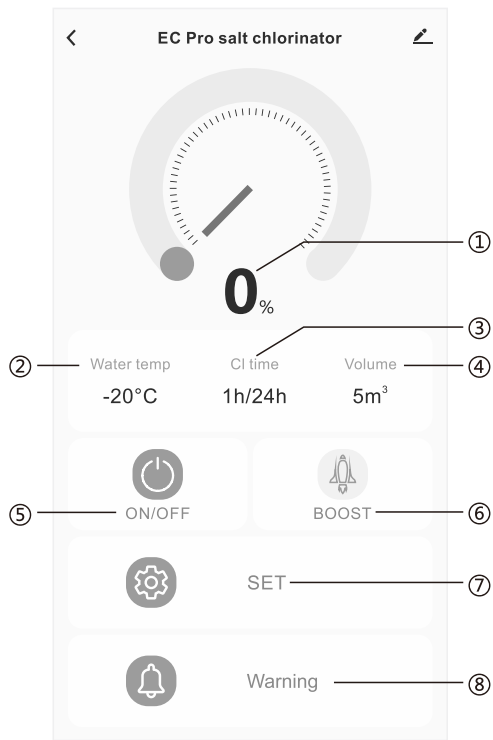 EC Pro salt chlorinator
①
0%
③
② Water temp Cl time Volume ④
-20°C 1h/24h 5m³
⑤ ON/OFF BOOST ⑥
SET ⑦
Warning ⑧